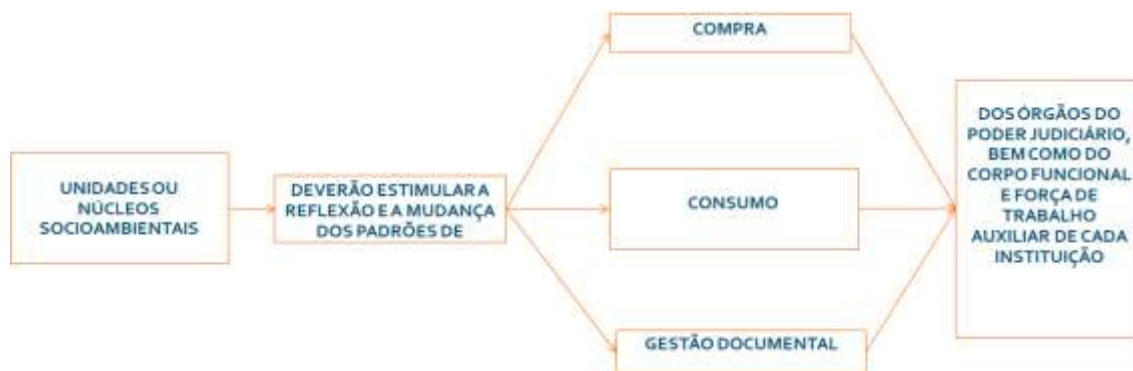 UNIDADES OU
NÚCLEOS
SOCIOAMBIENTAIS
DEVERÃO ESTIMULAR A
REFLEXÃO E A MUDANÇA
DOS PADRÕES DE
COMPRA
CONSUMO
GESTÃO DOCUMENTAL
DOS ÓRGÃOS DO
PODER JUDICIÁRIO,
BEM COMO DO
CORPO FUNCIONAL
E FORÇA DE
TRABALHO
AUXILIAR DE CADA
INSTITUIÇÃO